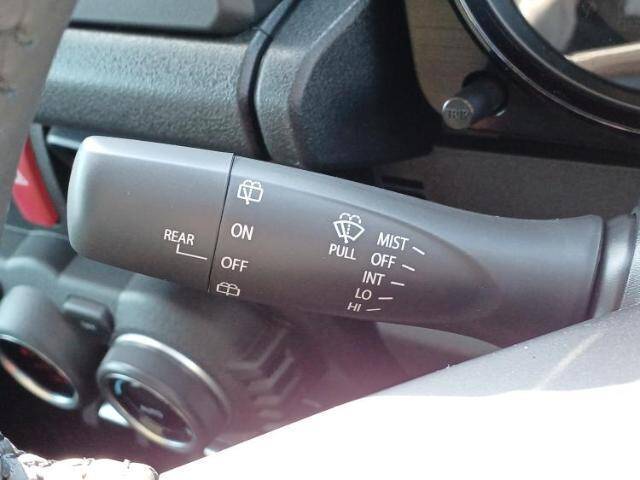 REAR
ON
OFF
PULL
MIST
OFF
INT
LO
HI